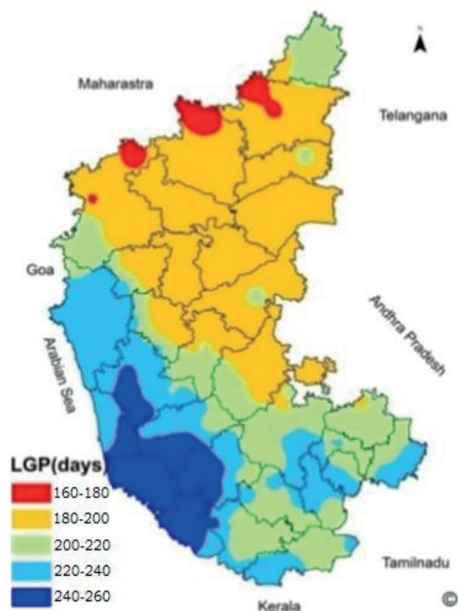 Maharastra
Telangana
Goa
Arabian Sea
Andhra Pradesh
LGP(days)
160-180
180-200
200-220
220-240
240-260
Tamilnadu
Kerala
©